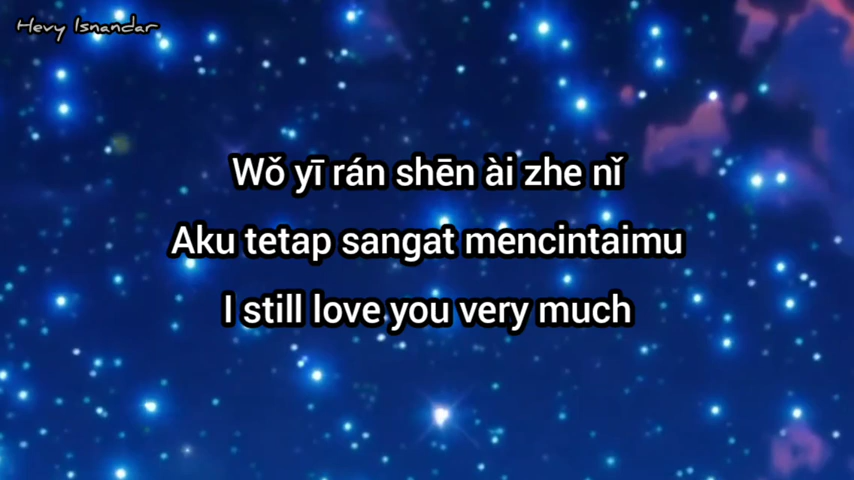 Hevy Isnandar
Wǒ yī rán shēn ài zhe nǐ
Aku tetap sangat mencintaimu
I still love you very much